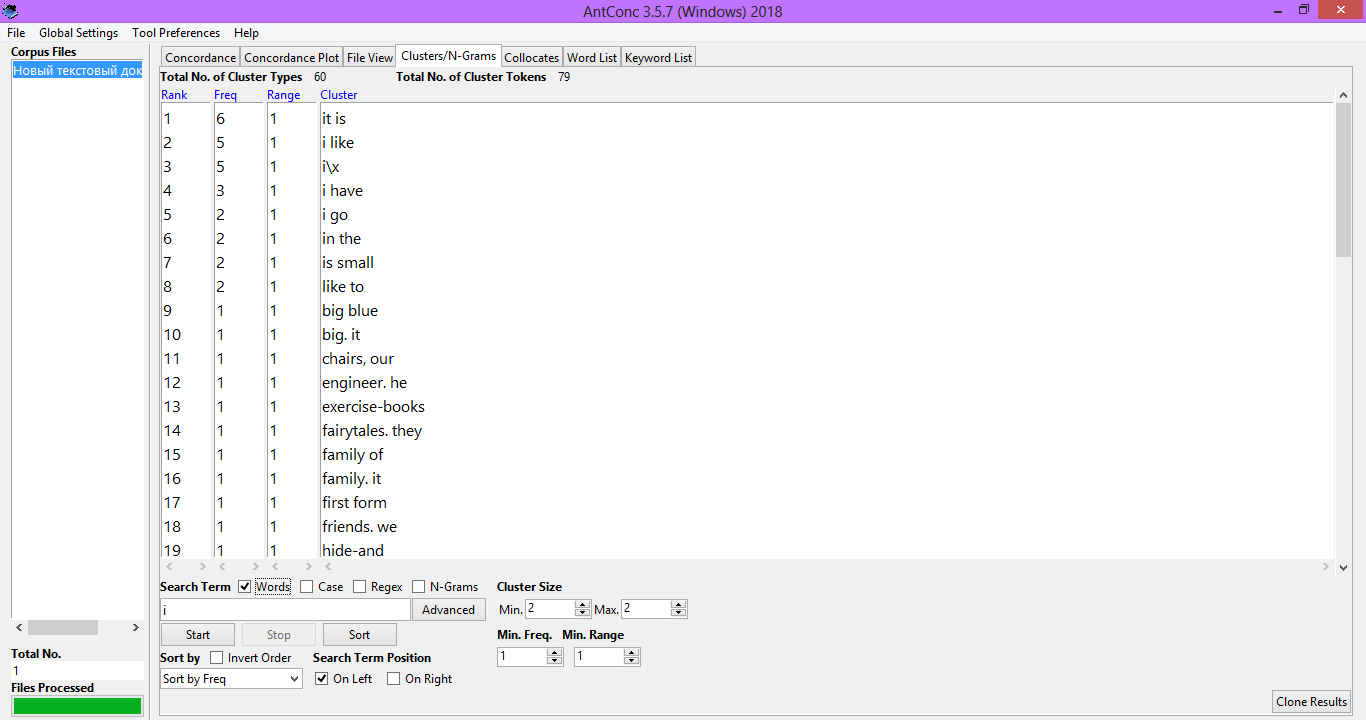 AntConc 3.5.7 (Windows) 2018
File Global Settings Tool Preferences Help
Corpus Files
Новый текстовый док
Concordance Concordance Plot File View Clusters/N-Grams Collocates Word List Keyword List
Total No. of Cluster Types 60 Total No. of Cluster Tokens 79
Rank Freq Range Cluster
1 6 1 it is
2 5 1 i like
3 5 1 i\x
4 3 1 i have
5 2 1 i go
6 2 1 in the
7 2 1 is small
8 2 1 like to
9 1 1 big blue
10 1 1 big. it
11 1 1 chairs, our
12 1 1 engineer. he
13 1 1 exercise-books
14 1 1 fairytales. they
15 1 1 family of
16 1 1 family. it
17 1 1 first form
18 1 1 friends. we
19 1 1 hide-and
Search Term Words Case Regex N-Grams Cluster Size
i Advanced Min. 2 Max. 2
Start Stop Sort Min. Freq. Min. Range
Sort by Invert Order Search Term Position 1 1
Sort by Freq On Left On Right
Total No.
1
Files Processed
Clone Results